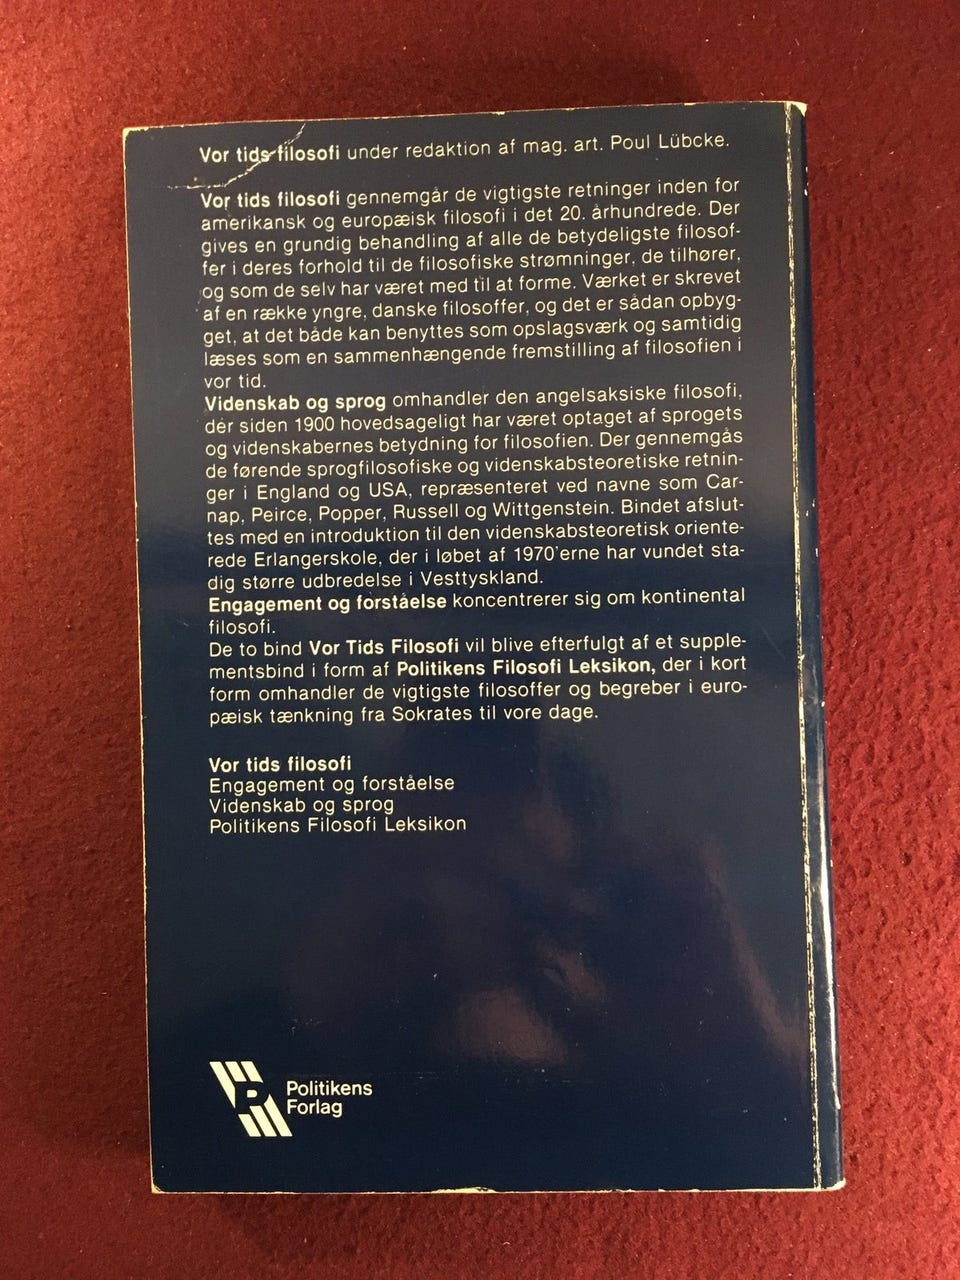 Vor tids filosofi under redaktion af mag. art. Poul Lübcke.
Vor tids filosofi gennemgår de vigtigste retninger inden for
amerikansk og europæisk filosofi i det 20. århundrede. Der
gives en grundig behandling af alle de betydeligste filosof-
fer i deres forhold til de filosofiske strømninger, de tilhører,
og som de selv har været med til at forme. Værket er skrevet
af en række yngre, danske filosoffer, og det er sådan opbyg-
get, at det både kan benyttes som opslagsværk og samtidig
læses som en sammenhængende fremstilling af filosofien i
vor tid.
Videnskab og sprog omhandler den angelsaksiske filosofi,
der siden 1900 hovedsageligt har været optaget af sprogets
og videnskabernes betydning for filosofien. Der gennemgås
de førende sprogfilosofiske og videnskabsteoretiske retnin-
ger i England og USA, repræsenteret ved navne som Car-
nap, Peirce, Popper, Russell og Wittgenstein. Bindet afslut-
tes med en introduktion til den videnskabsteoretisk oriente-
rede Erlangerskole, der i løbet af 1970'erne har vundet sta-
dig større udbredelse i Vesttyskland.
Engagement og forståelse koncentrerer sig om kontinental
filosofi.
De to bind Vor Tids Filosofi vil blive efterfulgt af et supple-
mentsbind i form af Politikens Filosofi Leksikon, der i kort
form omhandler de vigtigste filosoffer og begreber i euro-
pæisk tænkning fra Sokrates til vore dage.
Vor tids filosofi
Engagement og forståelse
Videnskab og sprog
Politikens Filosofi Leksikon
P
Politikens
Forlag